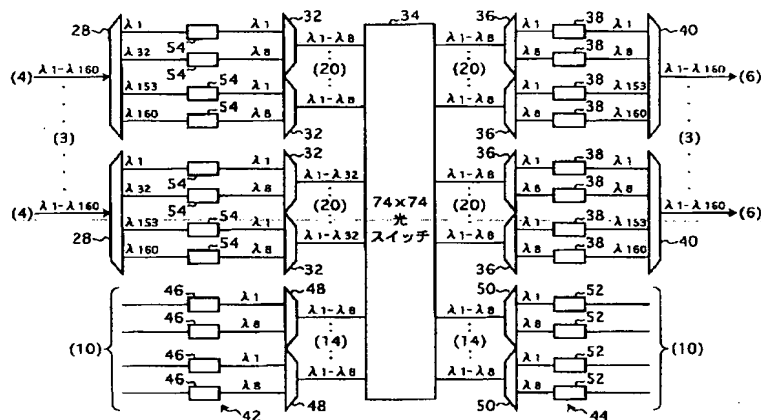 28 λ1 54 λ1 32 34 36 λ1 38 λ1 40
λ32 54 λ8 λ1-λ8 λ1-λ8 λ8 38 λ8
(4) λ1-λ160 (20) (20) λ1-λ160 (6)
λ153 54 λ1 λ1-λ8 λ1-λ8 λ1 38 λ153
(3) λ160 54 λ8 32 36 λ8 38 λ160 (3)
λ1 54 λ1 32 36 λ1 38 λ1
λ32 54 λ8 λ1-λ32 λ1-λ8 λ8 38 λ8
(4) λ1-λ160 (20) 74×74 (20) λ1-λ160 (6)
28 λ153 54 λ1 λ1-λ32 光 λ1-λ8 λ1 38 λ153 40
λ160 54 λ8 32 スイッチ 36 λ8 38 λ160
46 λ1 48 50 λ1 52
46 λ8 λ1-λ8 λ1-λ8 λ8 52
(10) (14) (14) (10)
46 λ1 λ1-λ8 λ1-λ8 λ1 52
46 λ8 48 50 λ8 52
42 44